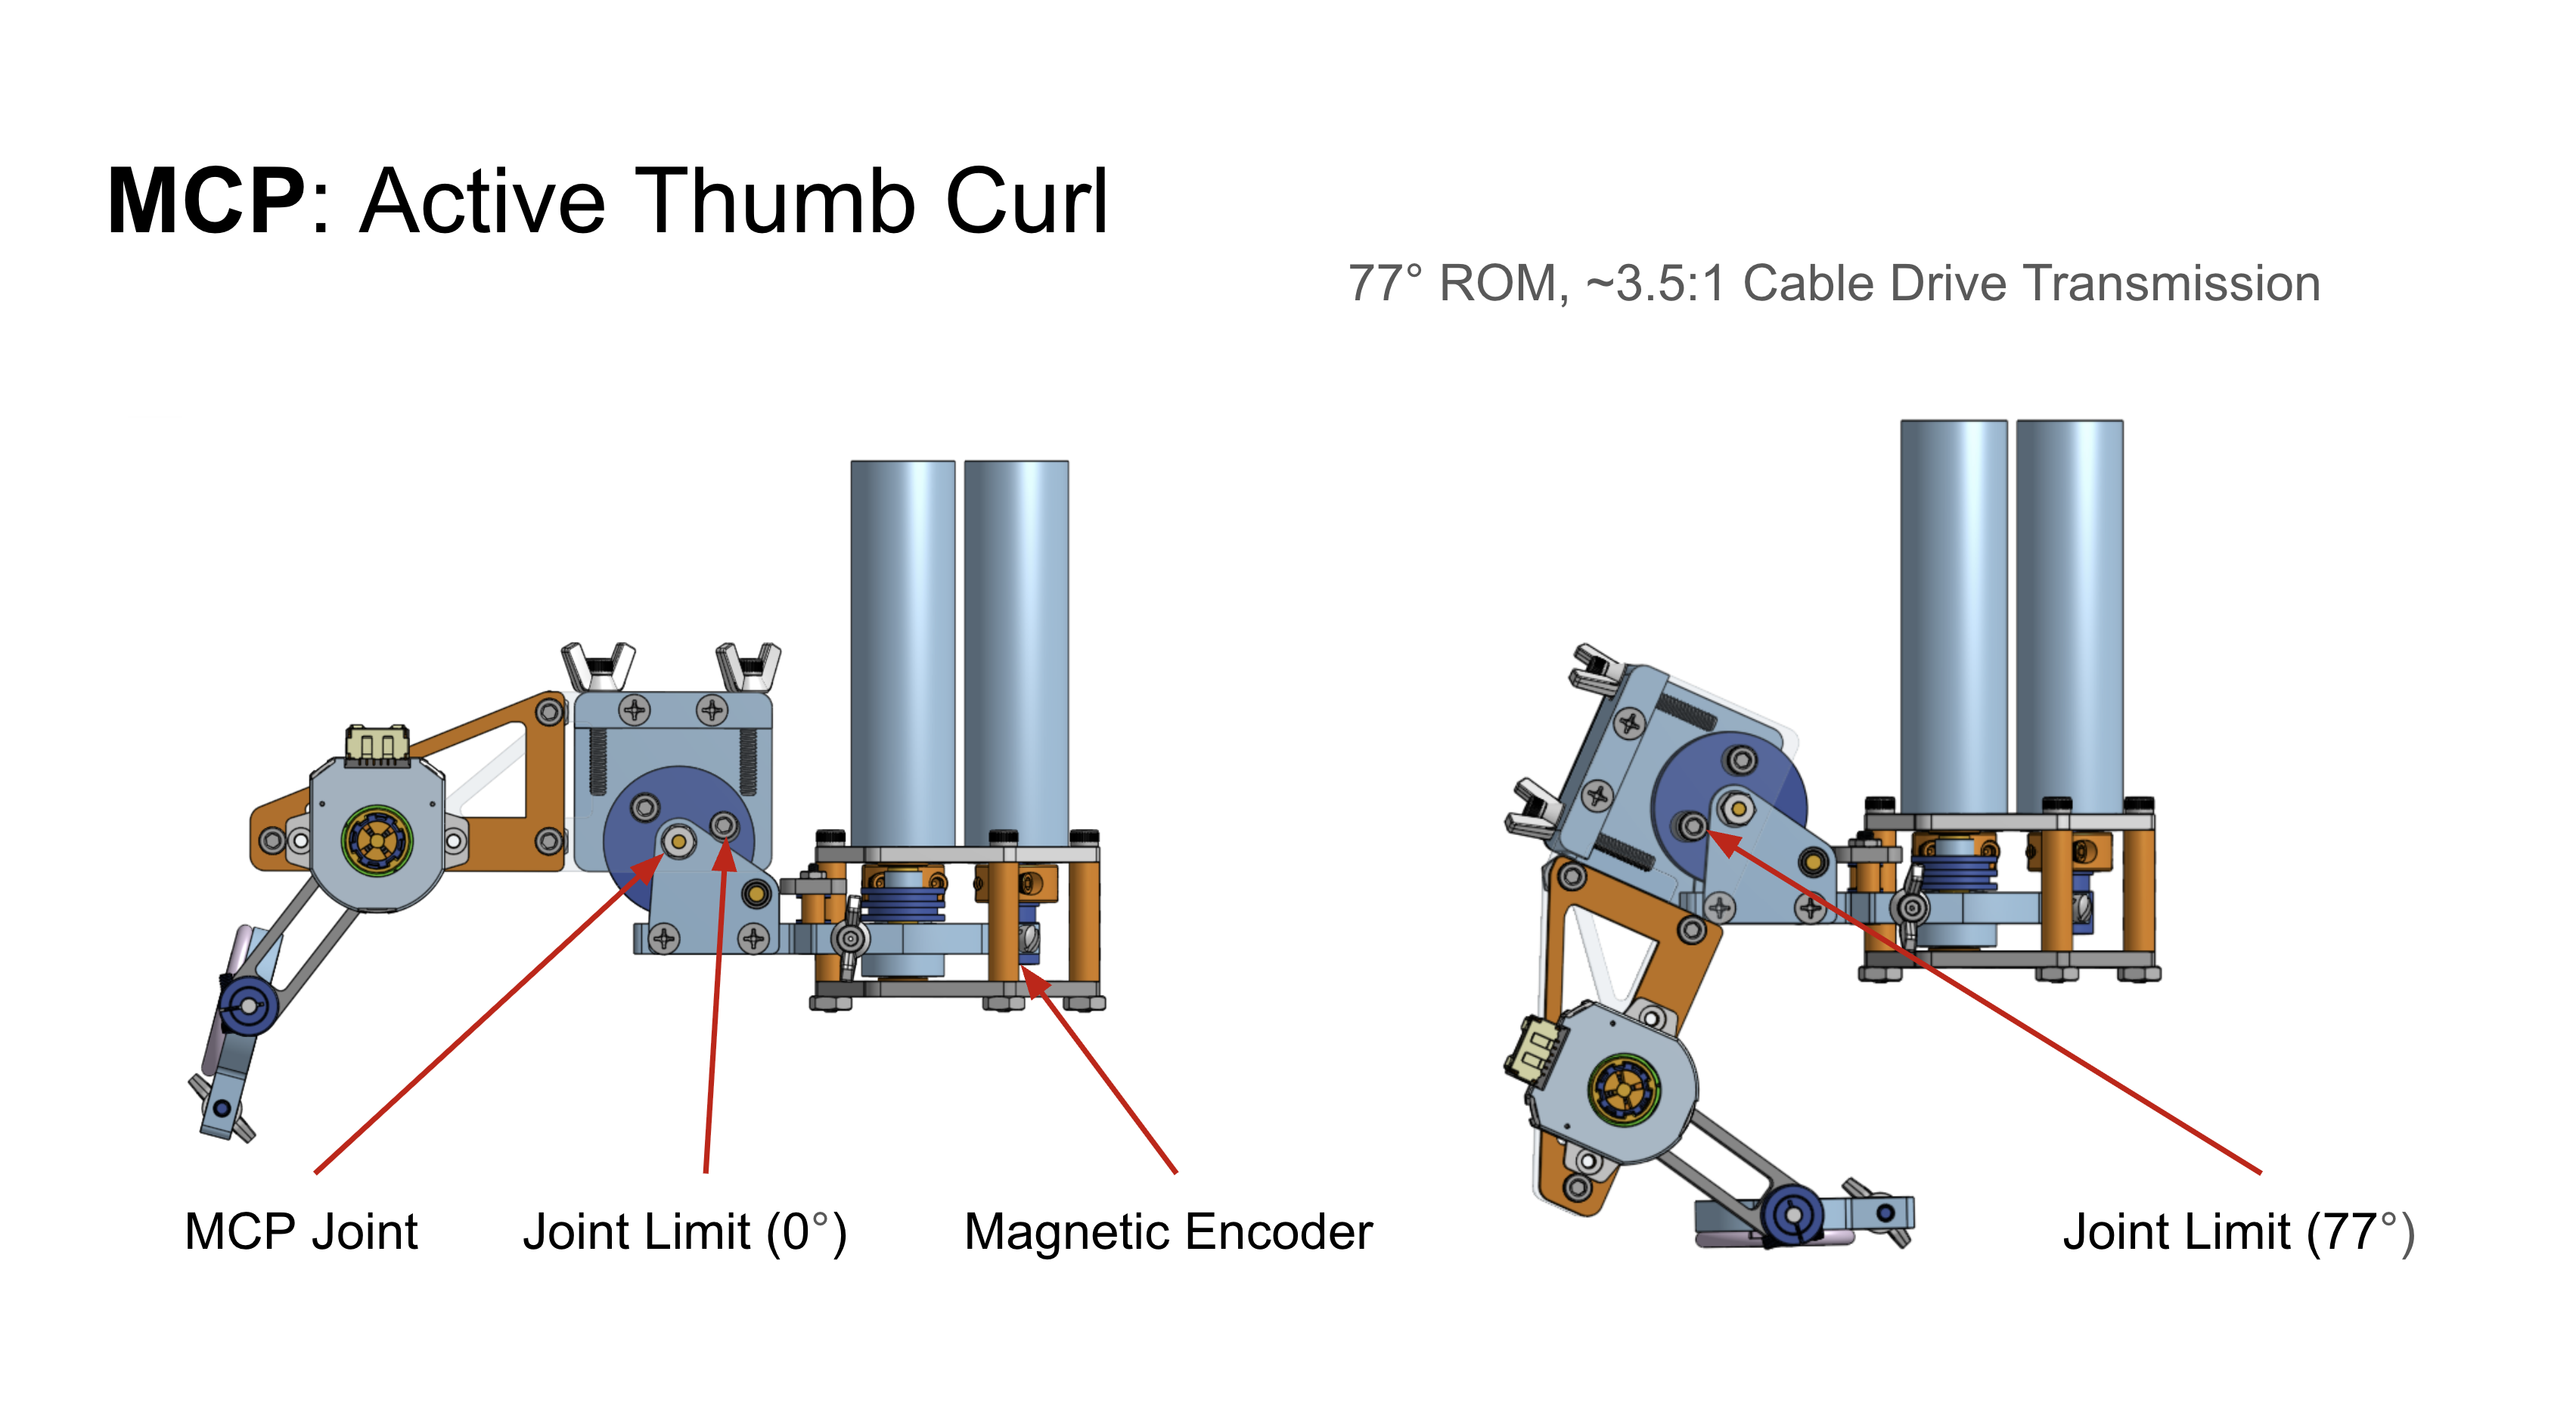 MCP: Active Thumb Curl
77° ROM, ~3.5:1 Cable Drive Transmission
MCP Joint
Joint Limit (0°)
Magnetic Encoder
Joint Limit (77°)